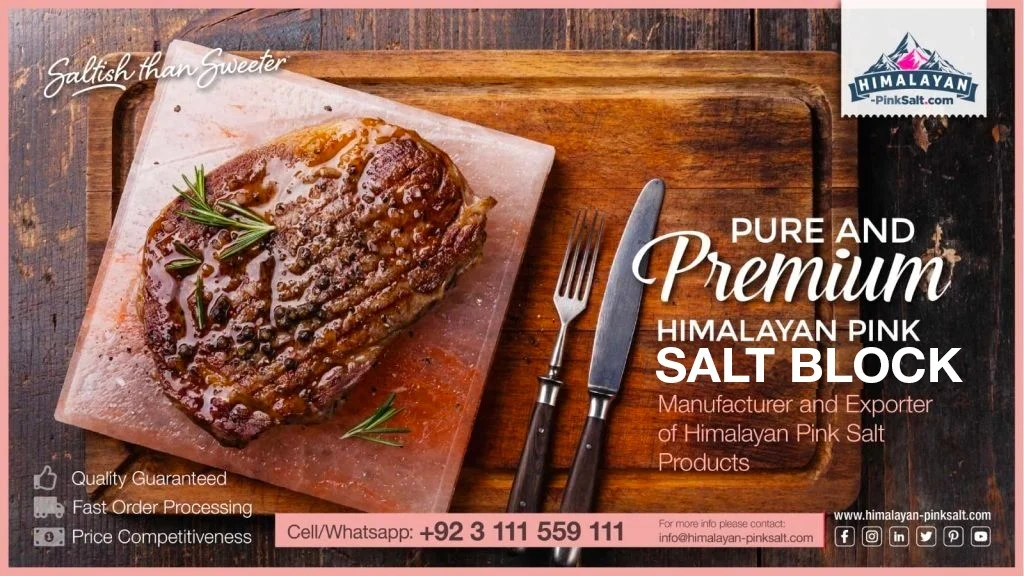 Saltish than Sweeter
HIMALAYAN
-PinkSalt.com
PURE AND
Premium
HIMALAYAN PINK
SALT BLOCK
Manufacturer and Exporter
of Himalayan Pink Salt
Products
Quality Guaranteed
Fast Order Processing
Price Competitiveness
Cell/Whatsapp: +92 3 111 559 111
For more info please contact:
info@himalayan-pinksalt.com
www.himalayan-pinksalt.com